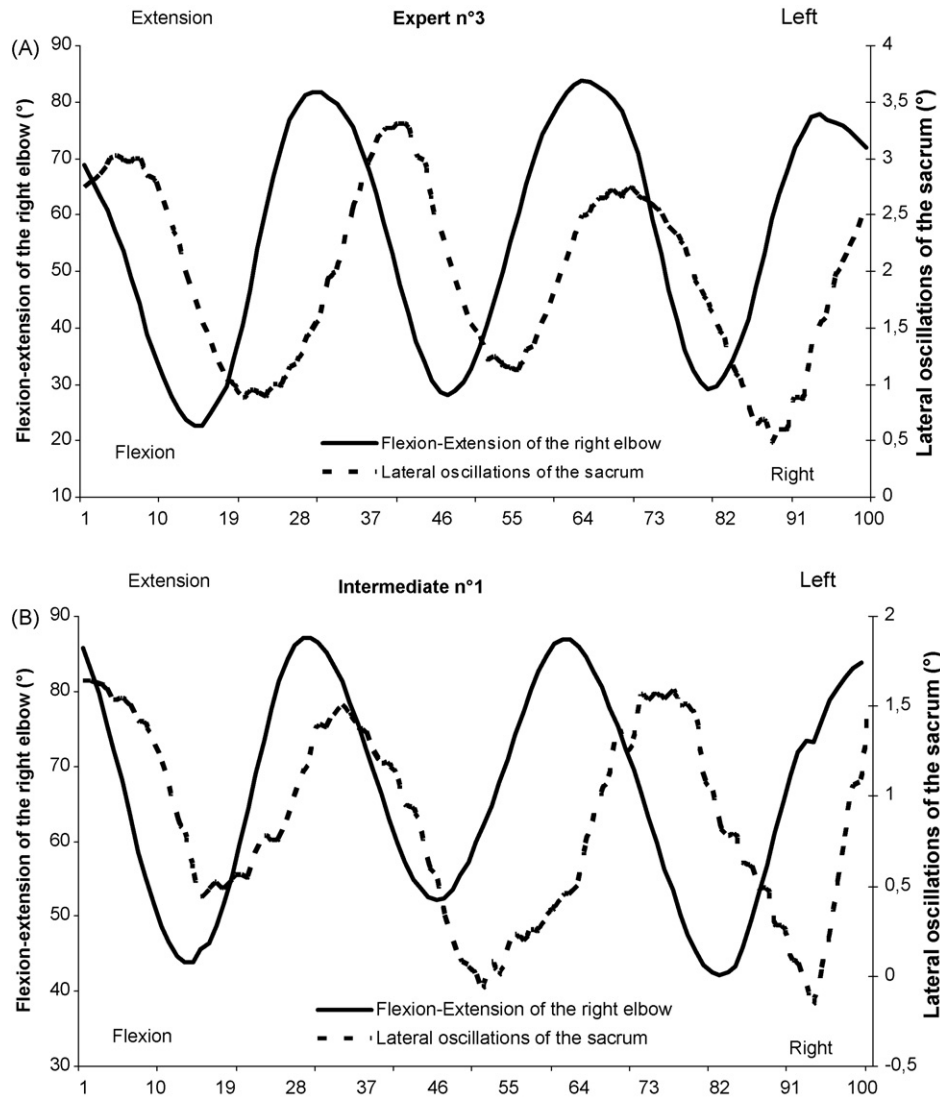 Extension Expert n°3 Left
(A)
90
80
70
60
50
40
30
20
10
Flexion-extension of the right elbow (°)
4
3,5
3
2,5
2
1,5
1
0,5
0
Lateral oscillations of the sacrum (°)
Flexion-Extension of the right elbow
Lateral oscillations of the sacrum
Flexion Right
1 10 19 28 37 46 55 64 73 82 91 100
Extension Intermediate n°1 Left
(B)
90
80
70
60
50
40
30
Flexion-extension of the right elbow (°)
2
1,5
1
0,5
0
-0,5
Lateral oscillations of the sacrum (°)
Flexion-Extension of the right elbow
Lateral oscillations of the sacrum
Flexion Right
1 10 19 28 37 46 55 64 73 82 91 100